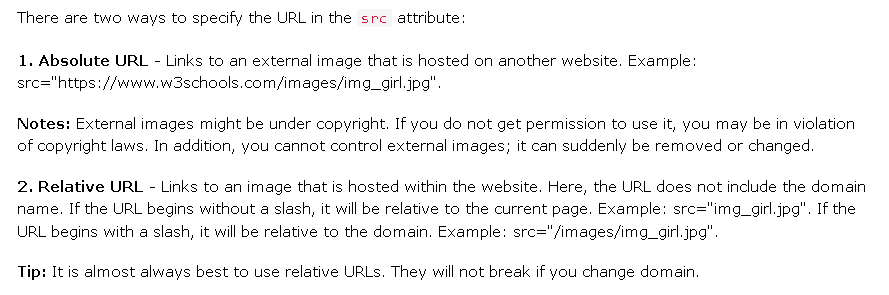 There are two ways to specify the URL in the src attribute:
1. Absolute URL - Links to an external image that is hosted on another website. Example:
src="https://www.w3schools.com/images/img_girl.jpg".
Notes: External images might be under copyright. If you do not get permission to use it, you may be in violation
of copyright laws. In addition, you cannot control external images; it can suddenly be removed or changed.
2. Relative URL - Links to an image that is hosted within the website. Here, the URL does not include the domain
name. If the URL begins without a slash, it will be relative to the current page. Example: src="img_girl.jpg". If the
URL begins with a slash, it will be relative to the domain. Example: src="/images/img_girl.jpg".
Tip: It is almost always best to use relative URLs. They will not break if you change domain.